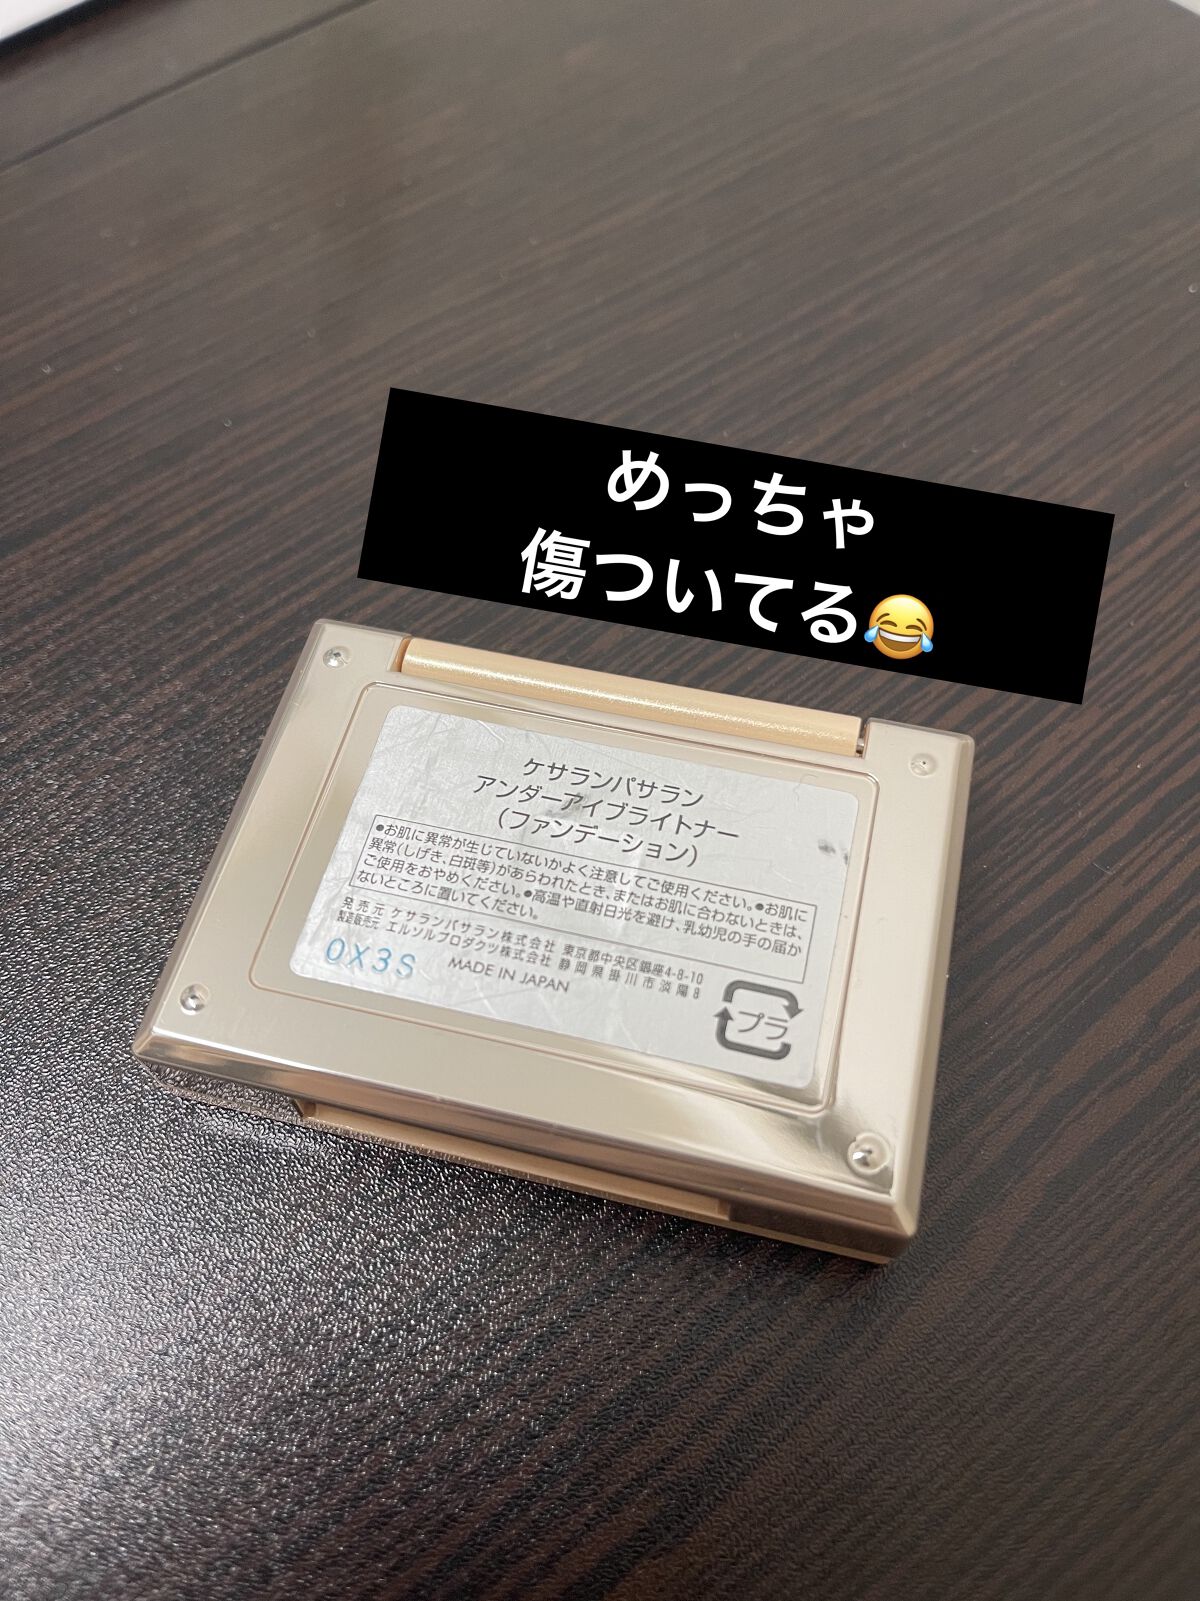 めっちゃ
傷ついてる😂
ケサランパサラン
アンダーアイブライトナー
(ファンデーション)
●お肌に異常が生じていないかよく注意してご使用ください。●お肌に
異常(しげき、白斑等)があらわれたとき、またはお肌に合わないときは、
ご使用をおやめください。●高温や直射日光を避け、乳幼児の手の届か
ないところに置いてください。
発売元 ケサランパサラン株式会社 東京都中央区銀座4-8-10
製造販売元 エルソルプロダクツ株式会社 静岡県掛川市淡陽8
OX3S MADE IN JAPAN
プラ